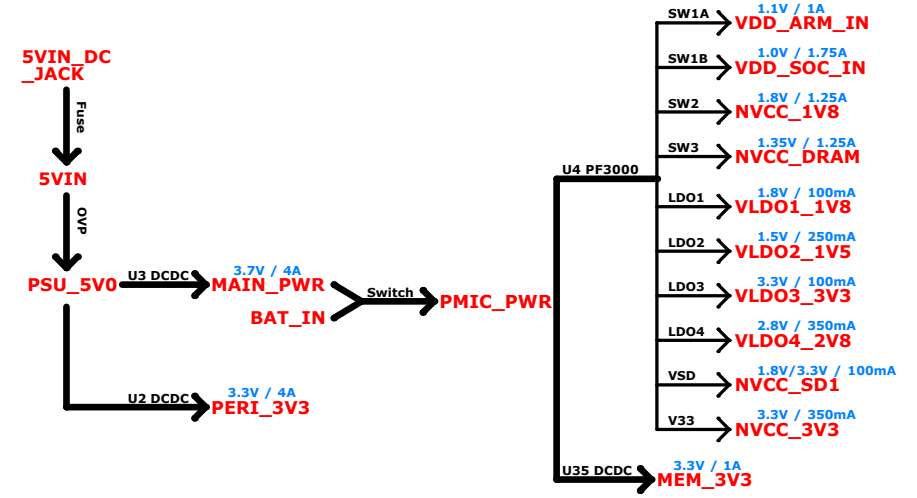 5VIN_DC
_JACK
Fuse
5VIN
OVP
PSU_5V0
U3 DCDC
3.7V / 4A
MAIN_PWR
BAT_IN
Switch
PMIC_PWR
U2 DCDC
3.3V / 4A
PERI_3V3
U4 PF3000
SW1A
1.1V / 1A
VDD_ARM_IN
SW1B
1.0V / 1.75A
VDD_SOC_IN
SW2
1.8V / 1.25A
NVCC_1V8
SW3
1.35V / 1.25A
NVCC_DRAM
LDO1
1.8V / 100mA
VLDO1_1V8
LDO2
1.5V / 250mA
VLDO2_1V5
LDO3
3.3V / 100mA
VLDO3_3V3
LDO4
2.8V / 350mA
VLDO4_2V8
VSD
1.8V/3.3V / 100mA
NVCC_SD1
V33
3.3V / 350mA
NVCC_3V3
U35 DCDC
3.3V / 1A
MEM_3V3